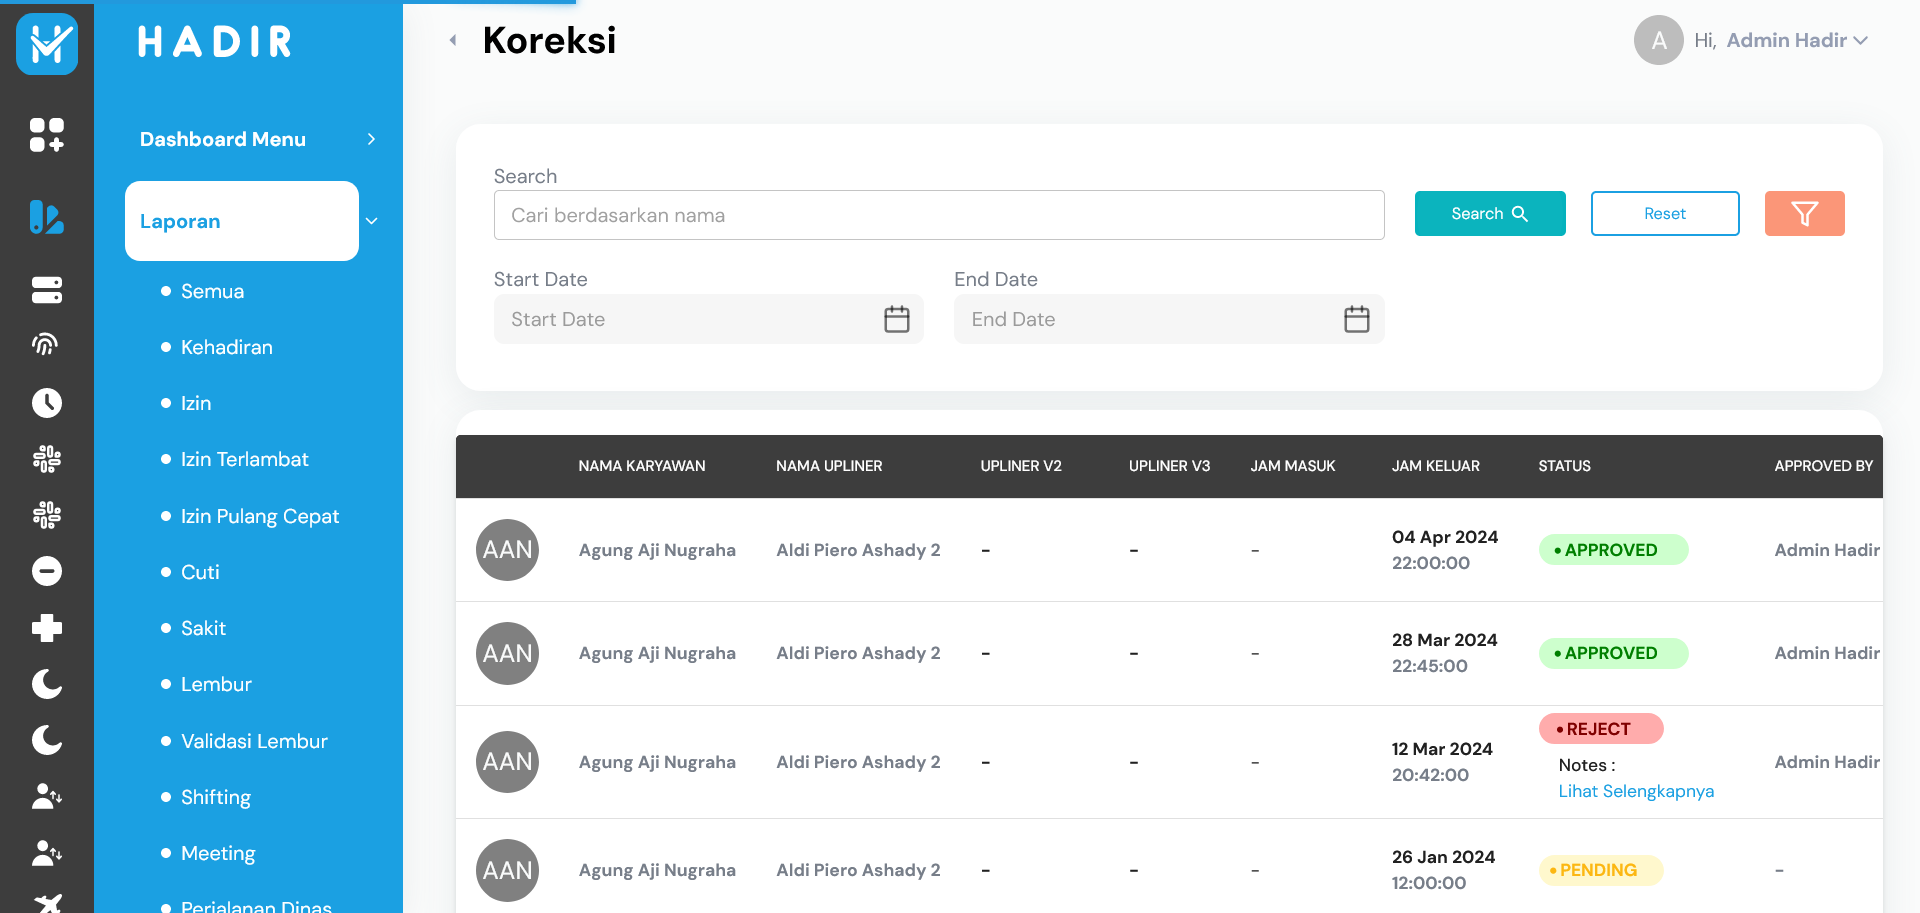 HADIR
Koreksi
A Hi, Admin Hadir
Dashboard Menu
Laporan
Semua
Kehadiran
Izin
Izin Terlambat
Izin Pulang Cepat
Cuti
Sakit
Lembur
Validasi Lembur
Shifting
Meeting
Perjalanan Dinas
Search
Cari berdasarkan nama
Search
Reset
Start Date
End Date
Start Date
End Date
NAMA KARYAWAN NAMA UPLINER UPLINER V2 UPLINER V3 JAM MASUK JAM KELUAR STATUS APPROVED BY
AAN Agung Aji Nugraha Aldi Piero Ashady 2 - - - 04 Apr 2024 22:00:00 • APPROVED Admin Hadir
AAN Agung Aji Nugraha Aldi Piero Ashady 2 - - - 28 Mar 2024 22:45:00 • APPROVED Admin Hadir
AAN Agung Aji Nugraha Aldi Piero Ashady 2 - - - 12 Mar 2024 20:42:00 • REJECT Notes : Lihat Selengkapnya Admin Hadir
AAN Agung Aji Nugraha Aldi Piero Ashady 2 - - - 26 Jan 2024 12:00:00 • PENDING -